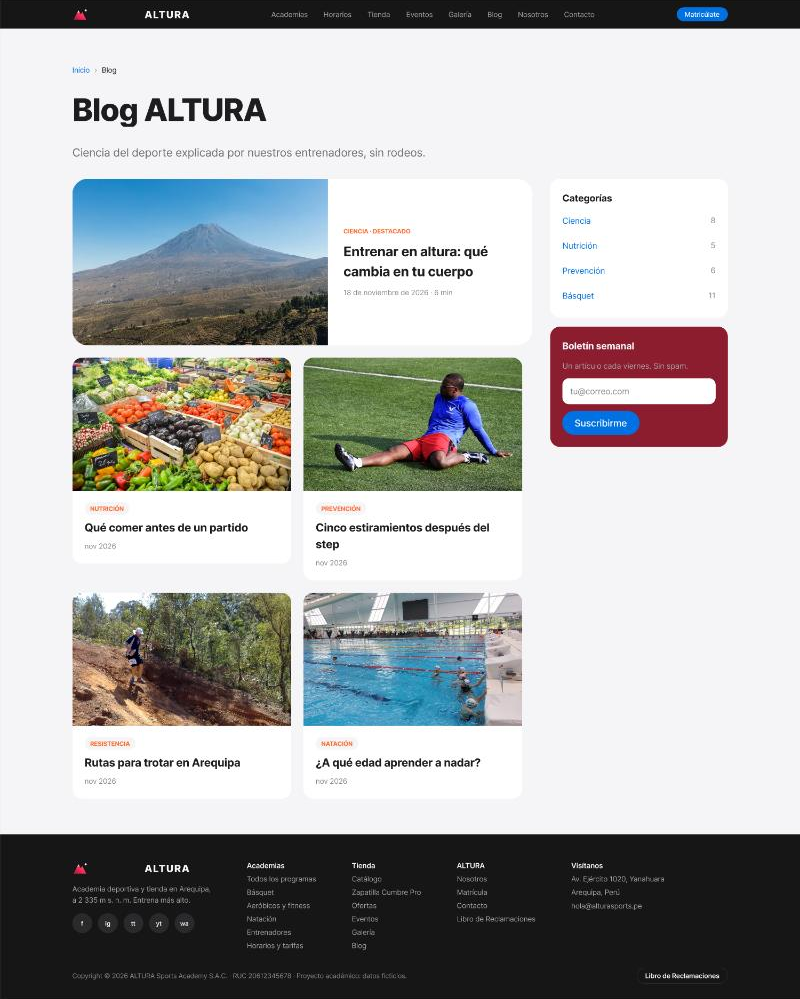 ALTURA
Academias Horarios Tienda Eventos Galería Blog Nosotros Contacto
Matricúlate
Inicio › Blog
Blog ALTURA
Ciencia del deporte explicada por nuestros entrenadores, sin rodeos.
CIENCIA · DESTACADO
Entrenar en altura: qué
cambia en tu cuerpo
18 de noviembre de 2026 · 6 min
Categorías
Ciencia 8
Nutrición 5
Prevención 6
Básquet 11
Boletín semanal
Un artículo cada viernes. Sin spam.
tu@correo.com
Suscribirme
NUTRICIÓN
Qué comer antes de un partido
nov 2026
PREVENCIÓN
Cinco estiramientos después del
step
nov 2026
RESISTENCIA
Rutas para trotar en Arequipa
nov 2026
NATACIÓN
¿A qué edad aprender a nadar?
nov 2026
ALTURA
Academia deportiva y tienda en Arequipa,
a 2 335 m s. n. m. Entrena más alto.
f ig tt yt wa
Academias
Todos los programas
Básquet
Aeróbicos y fitness
Natación
Entrenadores
Horarios y tarifas
Tienda
Catálogo
Zapatilla Cumbre Pro
Ofertas
Eventos
Galería
Blog
ALTURA
Nosotros
Matrícula
Contacto
Libro de Reclamaciones
Visítanos
Av. Ejército 1020, Yanahuara
Arequipa, Perú
hola@alturasports.pe
Copyright © 2026 ALTURA Sports Academy S.A.C. · RUC 20612345678 · Proyecto académico: datos ficticios.
Libro de Reclamaciones